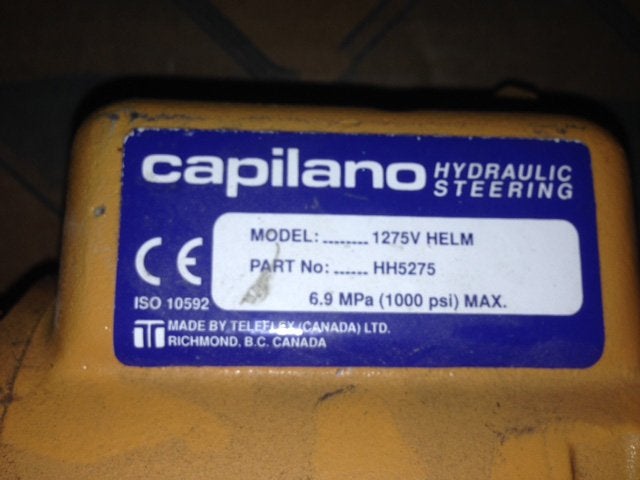 capilano HYDRAULIC STEERING
MODEL: ........ 1275V HELM
PART No: ...... HH5275
6.9 MPa (1000 psi) MAX.
CE
ISO 10592
MADE BY TELEFLEX (CANADA) LTD.
RICHMOND, B.C. CANADA